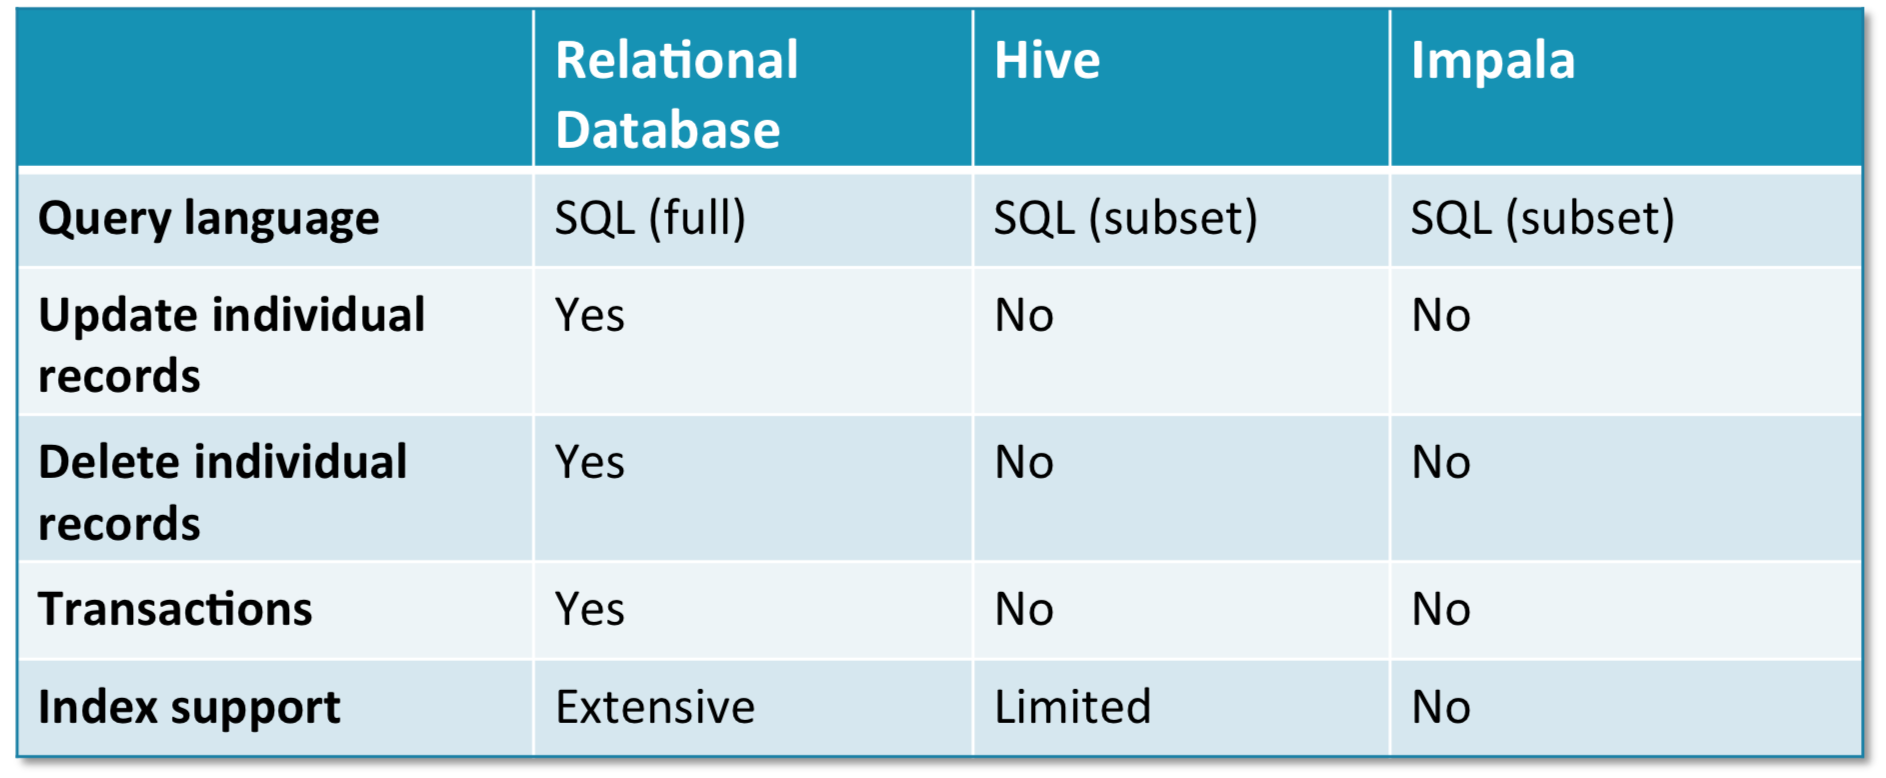 Relational Database Hive Impala
Query language SQL (full) SQL (subset) SQL (subset)
Update individual records Yes No No
Delete individual records Yes No No
Transactions Yes No No
Index support Extensive Limited No